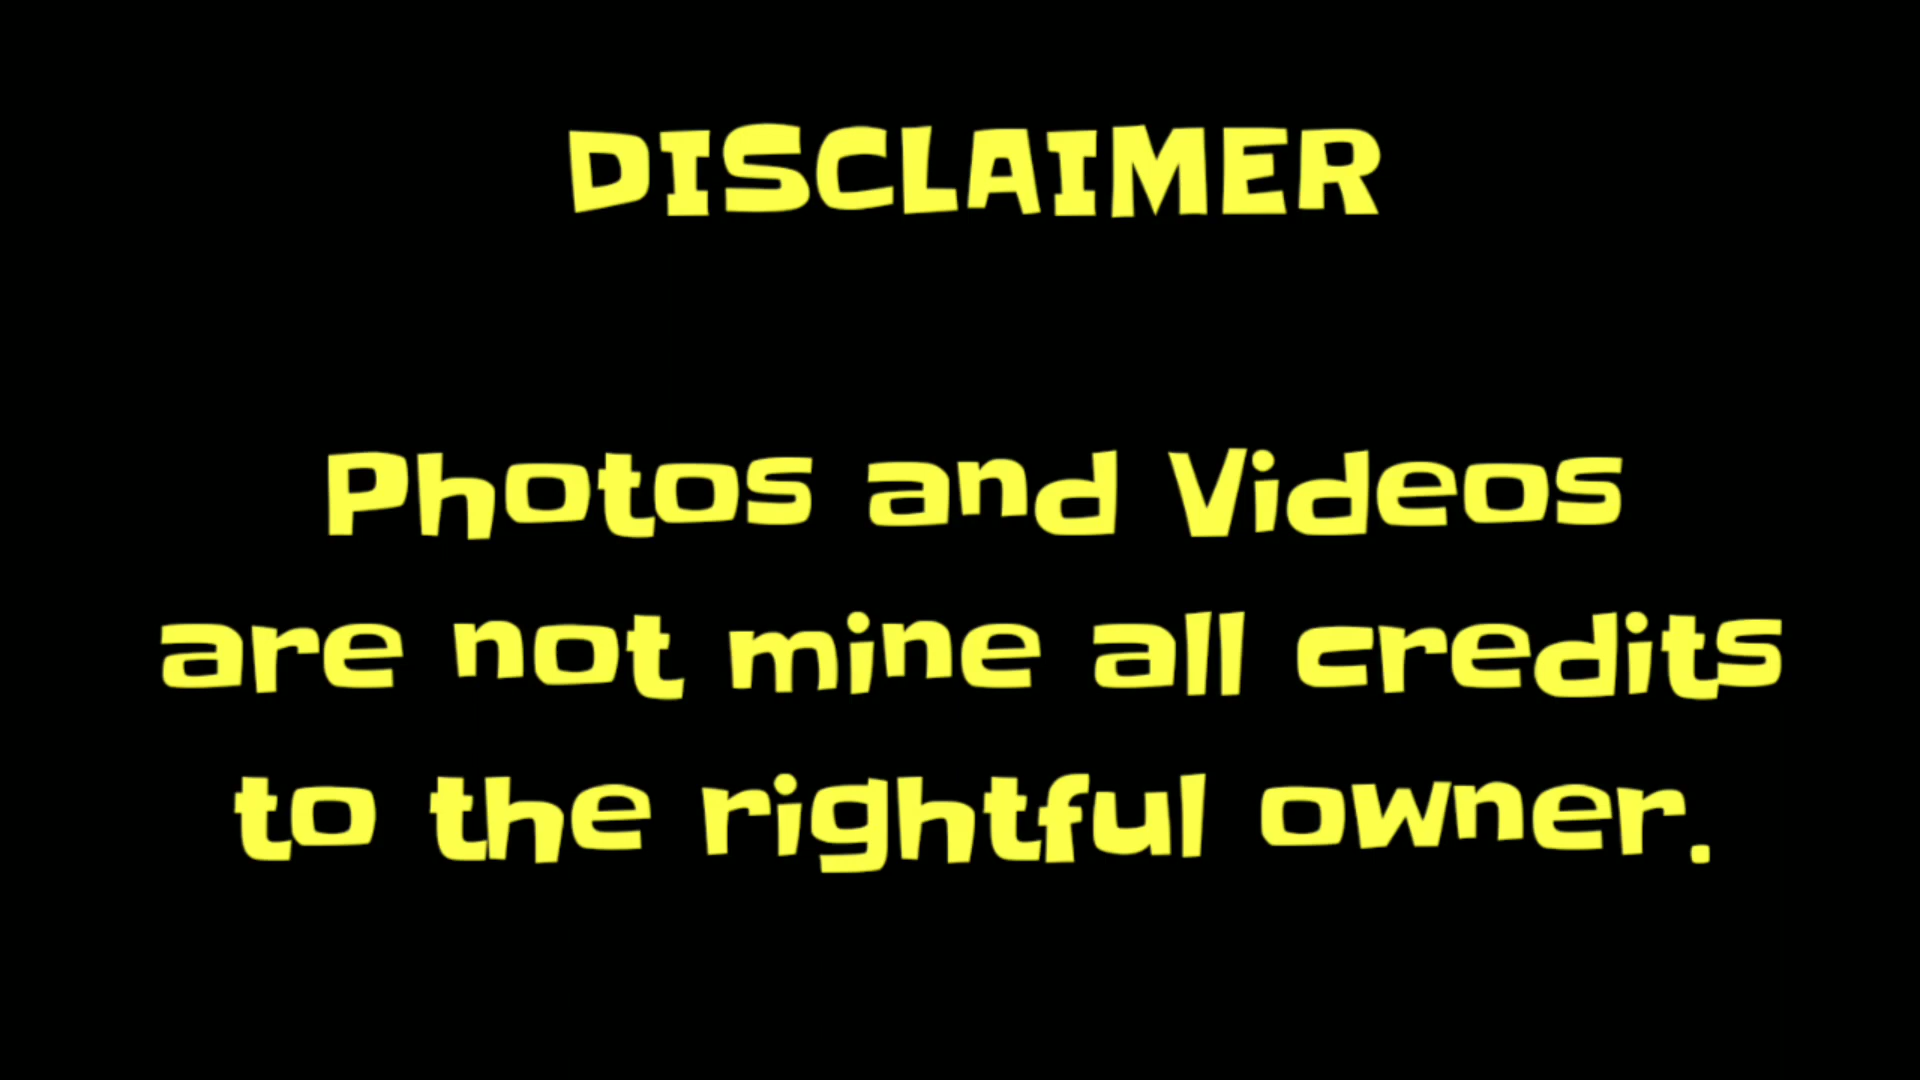 DISCLAIMER
Photos and Videos
are not mine all credits
to the rightful owner.